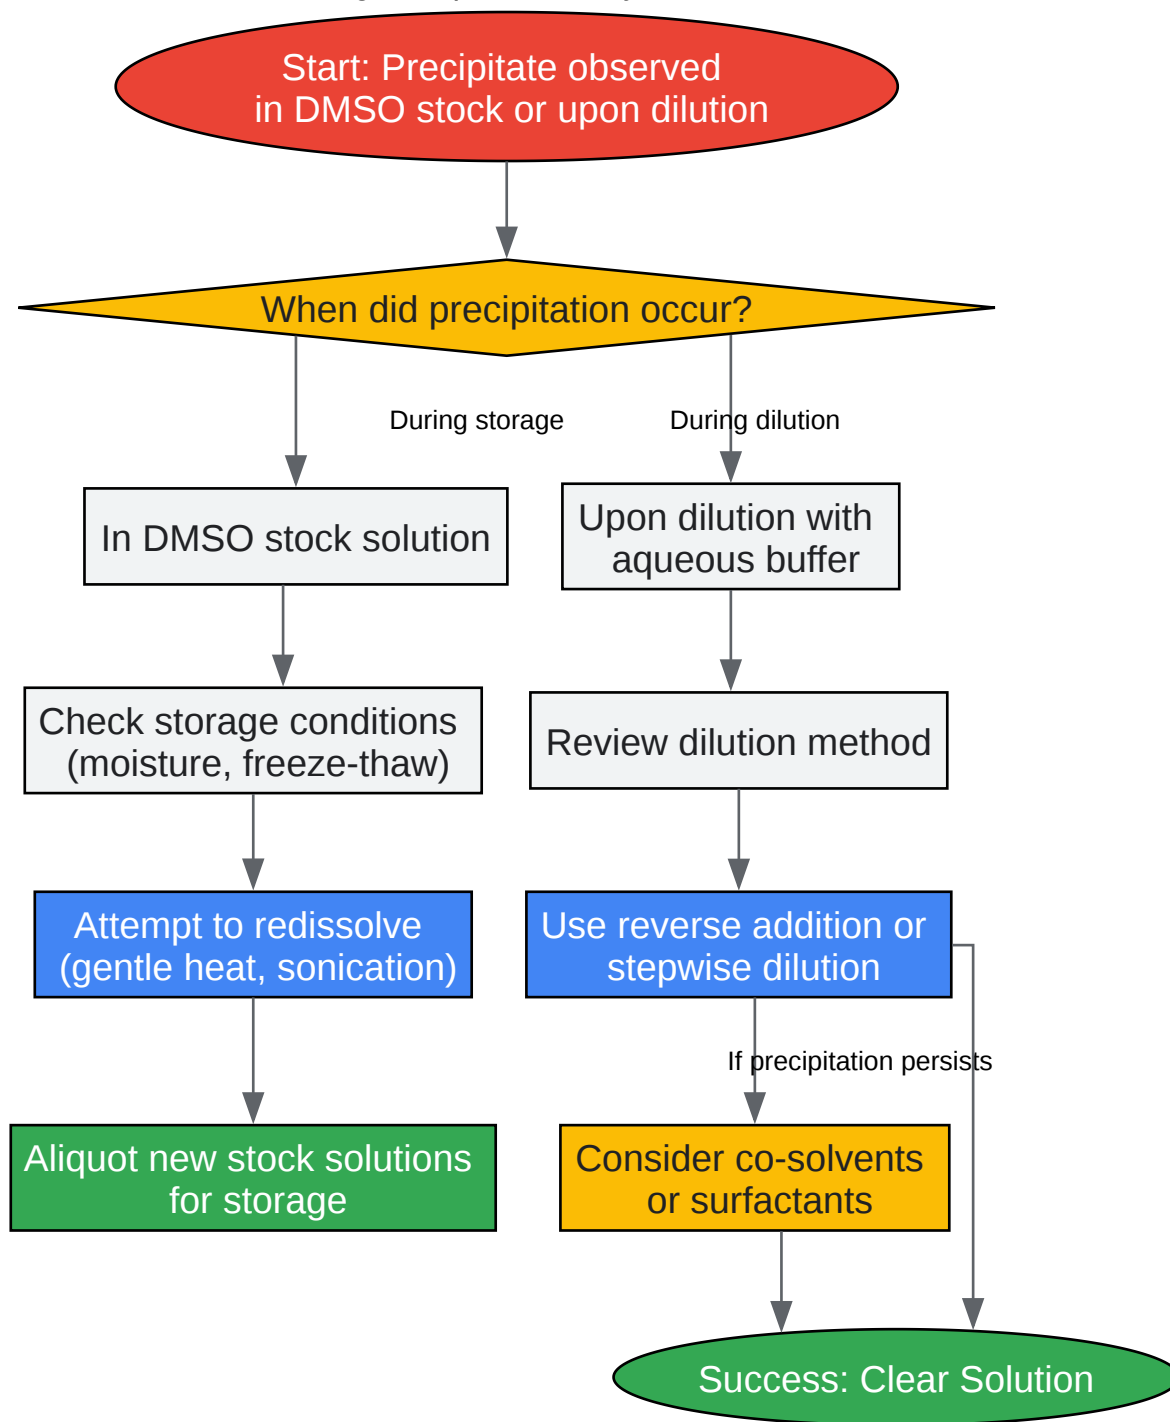 Start: Precipitate observed
in DMSO stock or upon dilution
When did precipitation occur?
During storage
During dilution
In DMSO stock solution
Upon dilution with
aqueous buffer
Check storage conditions
(moisture, freeze-thaw)
Review dilution method
Attempt to redissolve
(gentle heat, sonication)
Use reverse addition or
stepwise dilution
If precipitation persists
Aliquot new stock solutions
for storage
Consider co-solvents
or surfactants
Success: Clear Solution